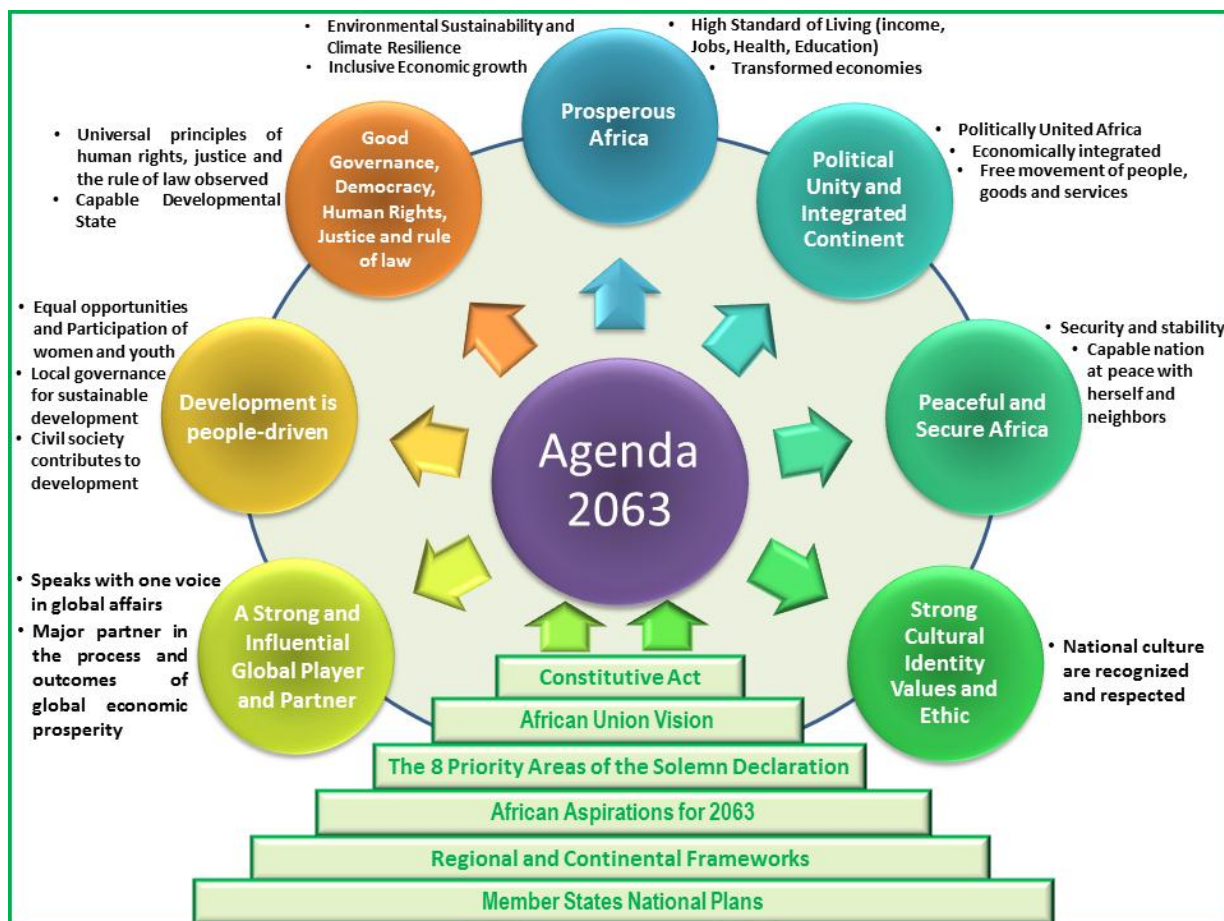 • Environmental Sustainability and
Climate Resilience
• Inclusive Economic growth
• High Standard of Living (income,
Jobs, Health, Education)
• Transformed economies
Prosperous
Africa
• Universal principles of
human rights, justice and
the rule of law observed
• Capable Developmental
State
Good
Governance,
Democracy,
Human Rights,
Justice and rule
of law
Political
Unity and
Integrated
Continent
• Politically United Africa
• Economically integrated
• Free movement of people,
goods and services
• Equal opportunities
and Participation of
women and youth
• Local governance
for sustainable
development
• Civil society
contributes to
development
Development is
people-driven
Agenda
2063
Peaceful and
Secure Africa
• Security and stability
• Capable nation
at peace with
herself and
neighbors
• Speaks with one voice
in global affairs
• Major partner in
the process and
outcomes of
global economic
prosperity
A Strong and
Influential
Global Player
and Partner
Strong
Cultural
Identity
Values and
Ethic
• National culture
are recognized
and respected
Constitutive Act
African Union Vision
The 8 Priority Areas of the Solemn Declaration
African Aspirations for 2063
Regional and Continental Frameworks
Member States National Plans